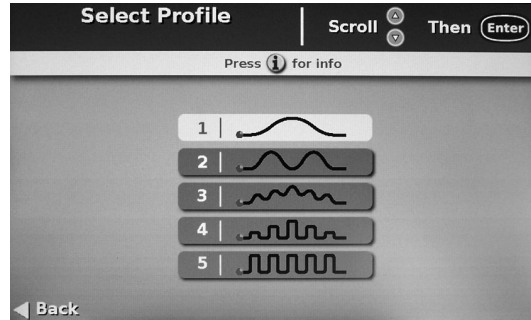 Select Profile
Scroll Then Enter
Press i for info
1
2
3
4
5
Back